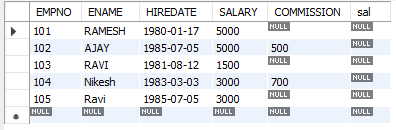 EMPNO ENAME HIREDATE SALARY COMMISSION sal
101 RAMESH 1980-01-17 5000 NULL NULL
102 AJAY 1985-07-05 5000 500 NULL
103 RAVI 1981-08-12 1500 NULL NULL
104 Nikesh 1983-03-03 3000 700 NULL
105 Ravi 1985-07-05 3000 NULL NULL
NULL NULL NULL NULL NULL NULL